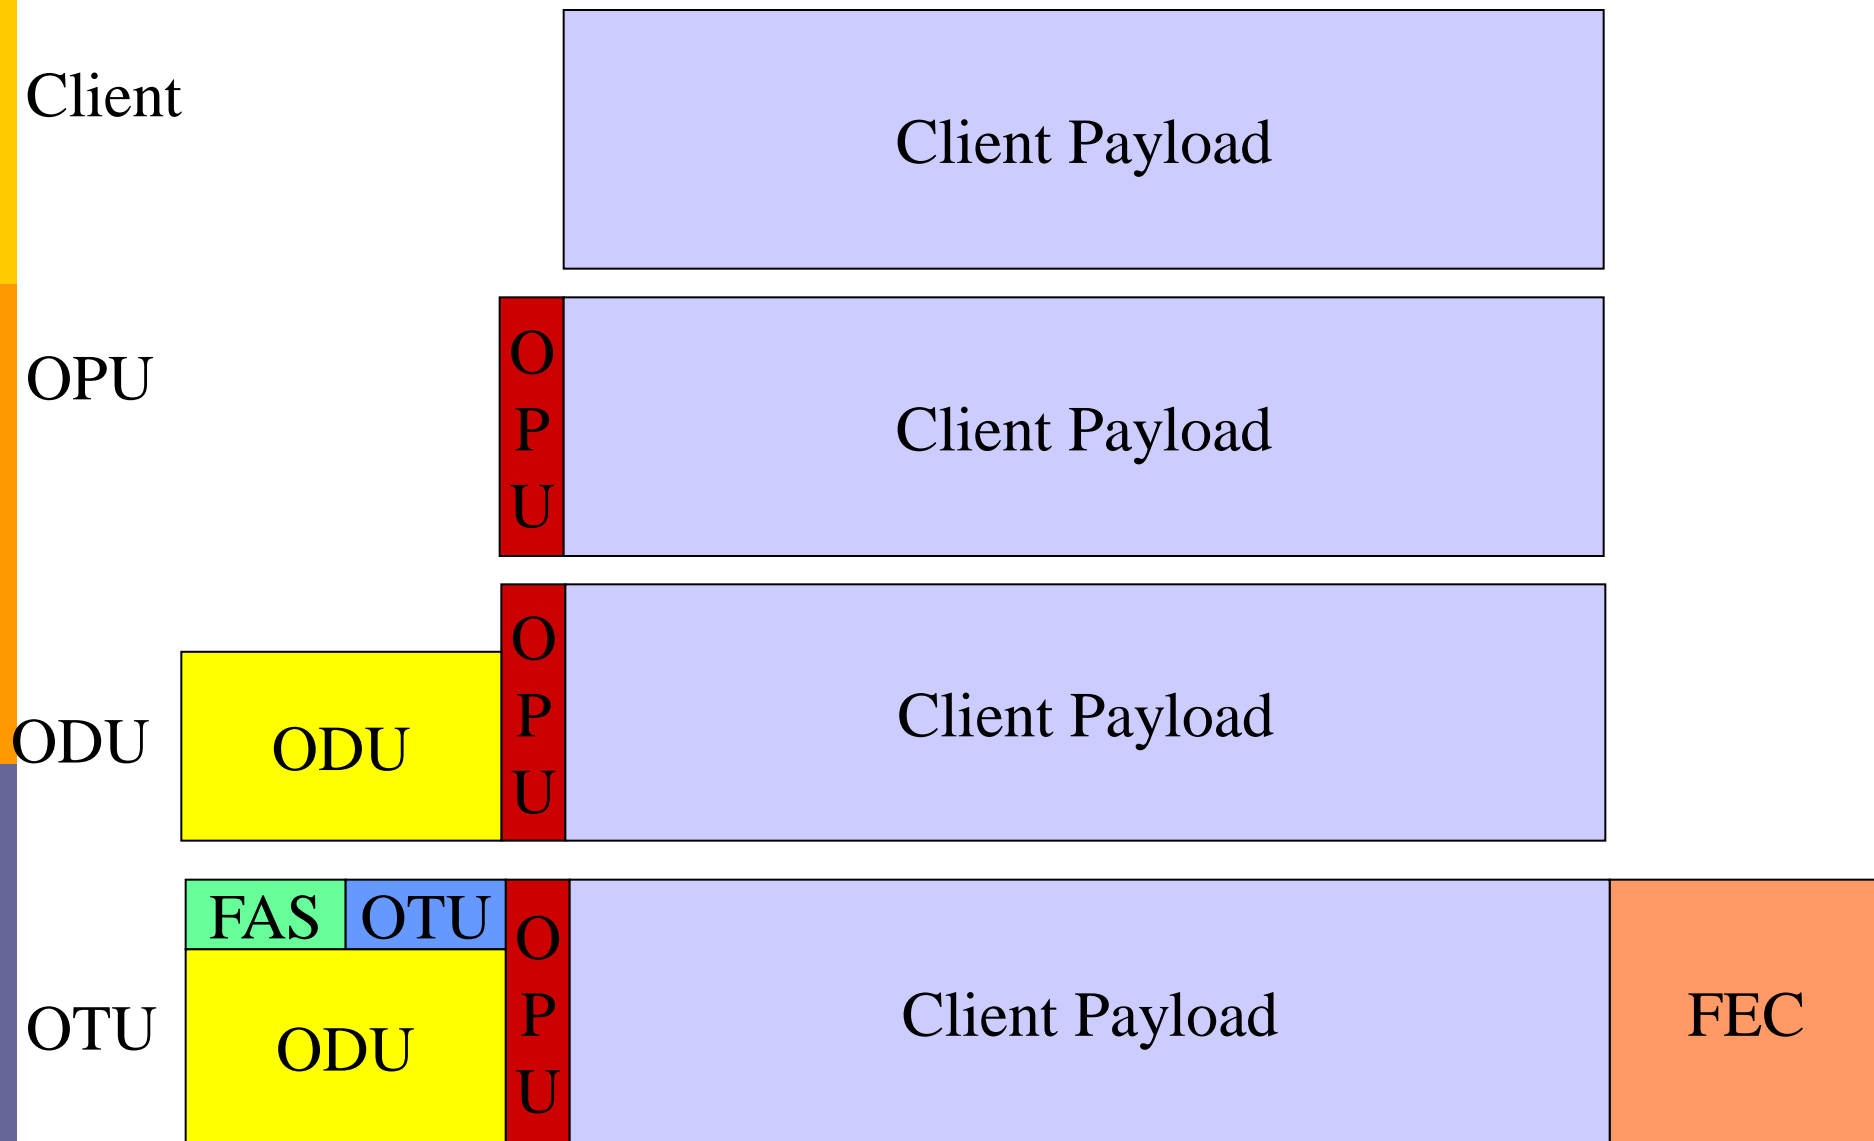 Client
Client Payload
OPU
O
P
U
Client Payload
ODU
ODU
O
P
U
Client Payload
OTU
FAS
OTU
ODU
O
P
U
Client Payload
FEC